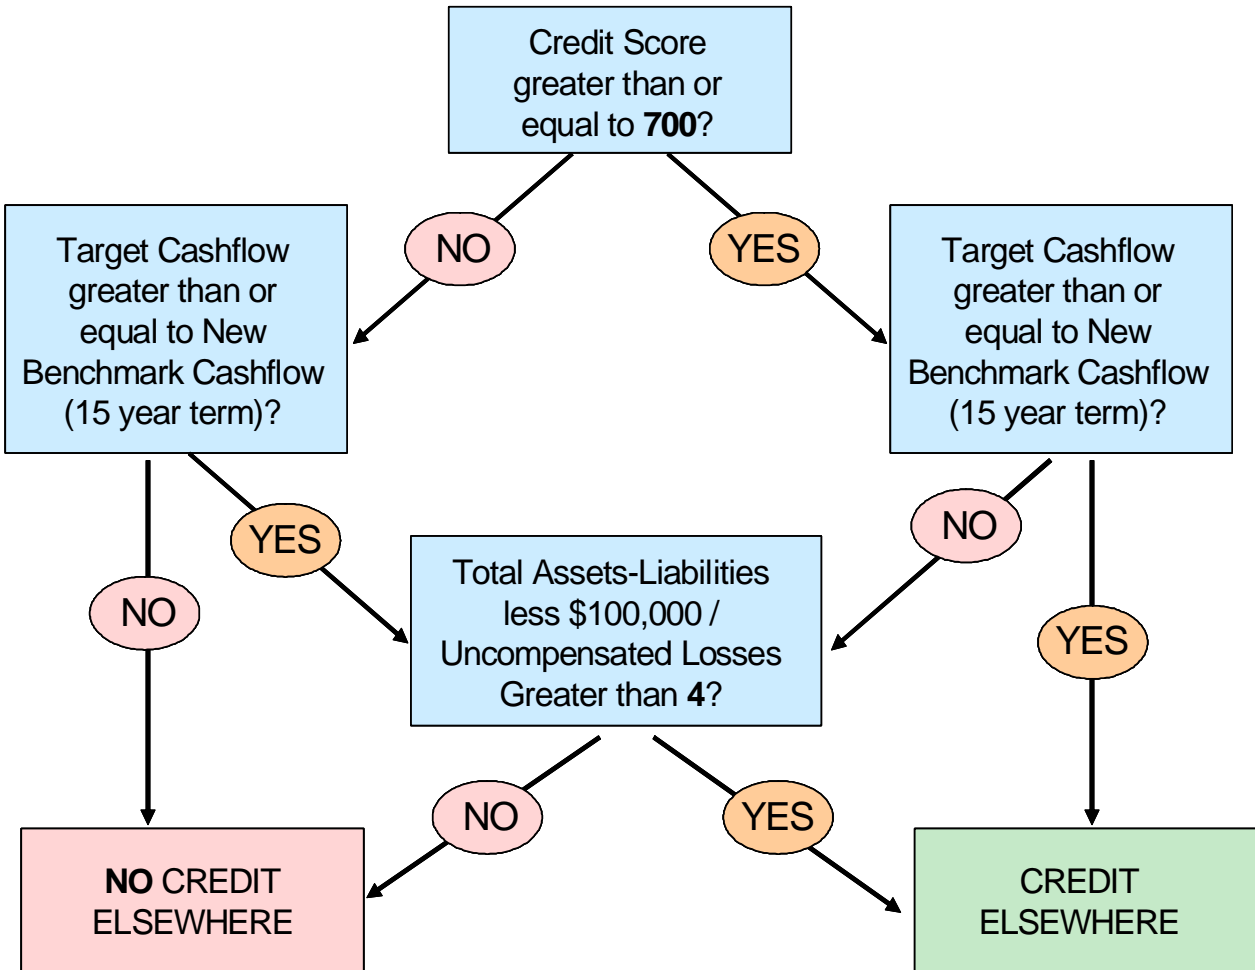 Credit Score
greater than or
equal to 700?
NO
YES
Target Cashflow
greater than or
equal to New
Benchmark Cashflow
(15 year term)?
Target Cashflow
greater than or
equal to New
Benchmark Cashflow
(15 year term)?
YES
NO
NO
YES
Total Assets-Liabilities
less $100,000 /
Uncompensated Losses
Greater than 4?
NO
YES
NO CREDIT
ELSEWHERE
CREDIT
ELSEWHERE